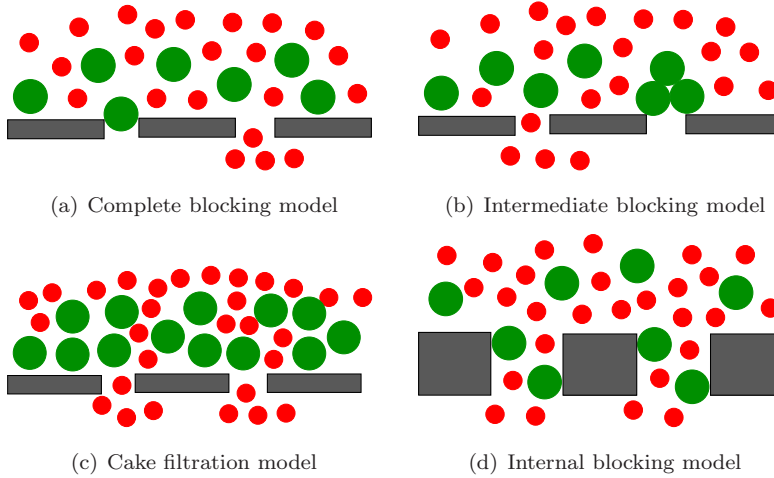 (a) Complete blocking model
(b) Intermediate blocking model
(c) Cake filtration model
(d) Internal blocking model